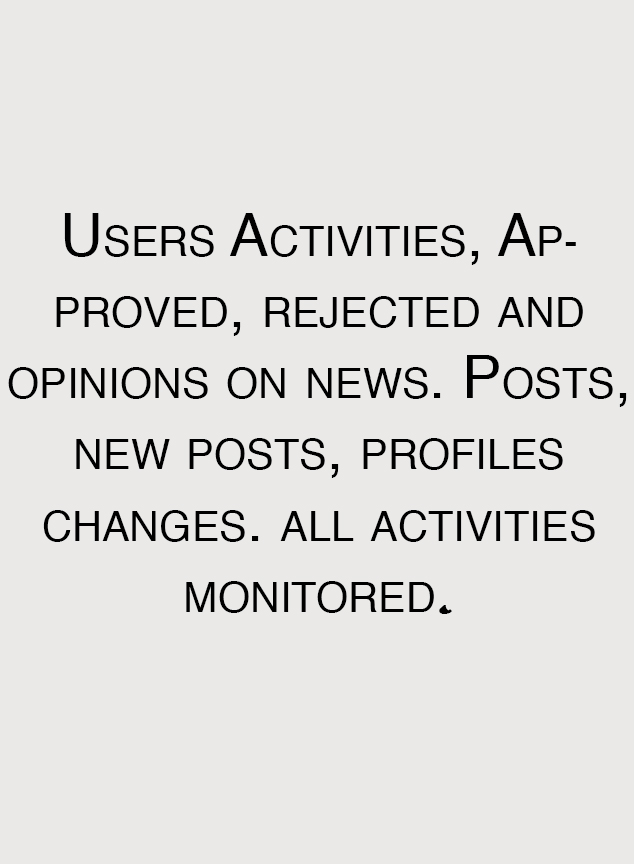 Users Activities, Ap-
proved, rejected and
opinions on news. Posts,
new posts, profiles
changes. all activities
monitored.